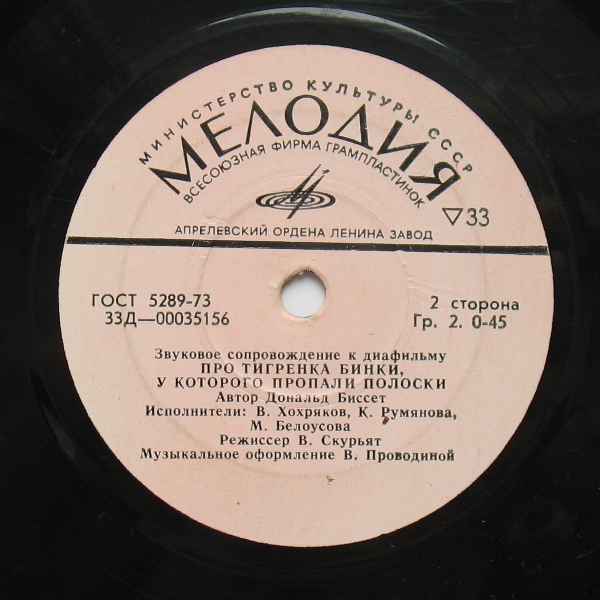 МИНИСТЕРСТВО КУЛЬТУРЫ СССР
МЕЛОДИЯ
ВСЕСОЮЗНАЯ ФИРМА ГРАМПЛАСТИНОК
▽33
АПРЕЛЕВСКИЙ ОРДЕНА ЛЕНИНА ЗАВОД
ГОСТ 5289-73
2 сторона
33Д—00035156
Гр. 2. 0-45
Звуковое сопровождение к диафильму
ПРО ТИГРЕНКА БИНКИ,
У КОТОРОГО ПРОПАЛИ ПОЛОСКИ
Автор Дональд Биссет
Исполнители: В. Хохряков, К. Румянова,
М. Белоусова
Режиссер В. Скурьят
Музыкальное оформление В. Проводиной